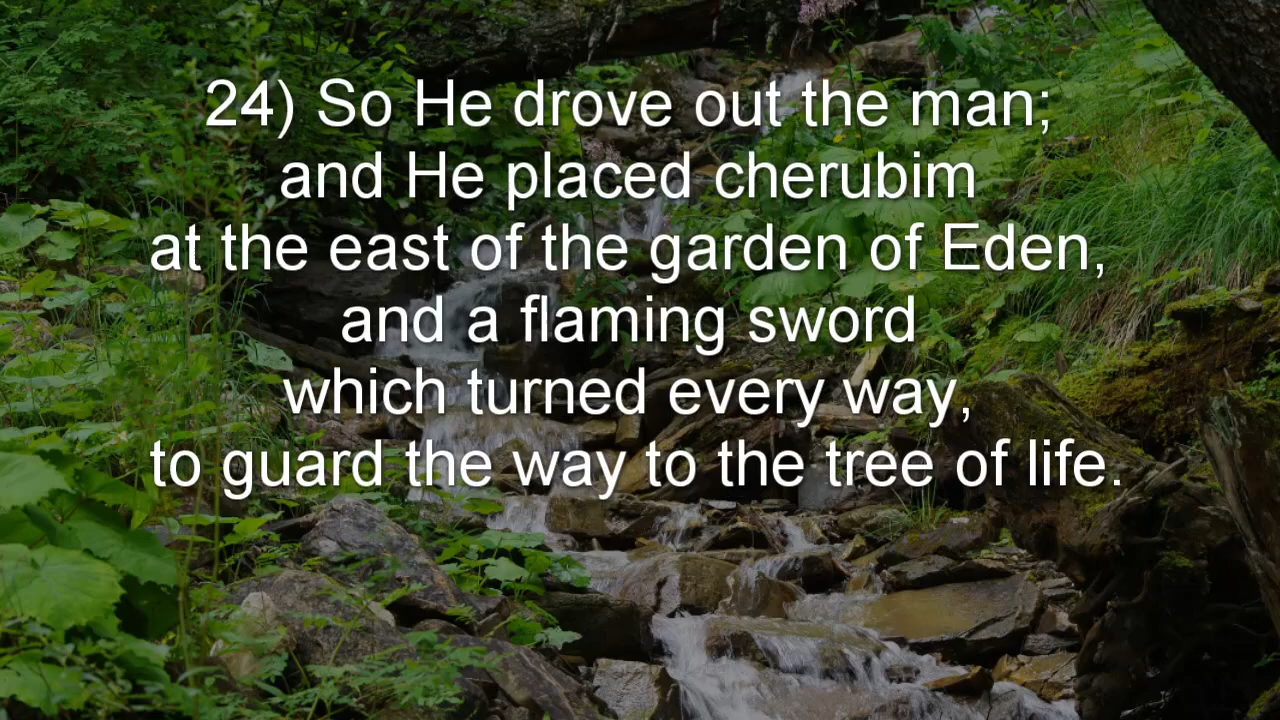 24) So He drove out the man;
and He placed cherubim
at the east of the garden of Eden,
and a flaming sword
which turned every way,
to guard the way to the tree of life.